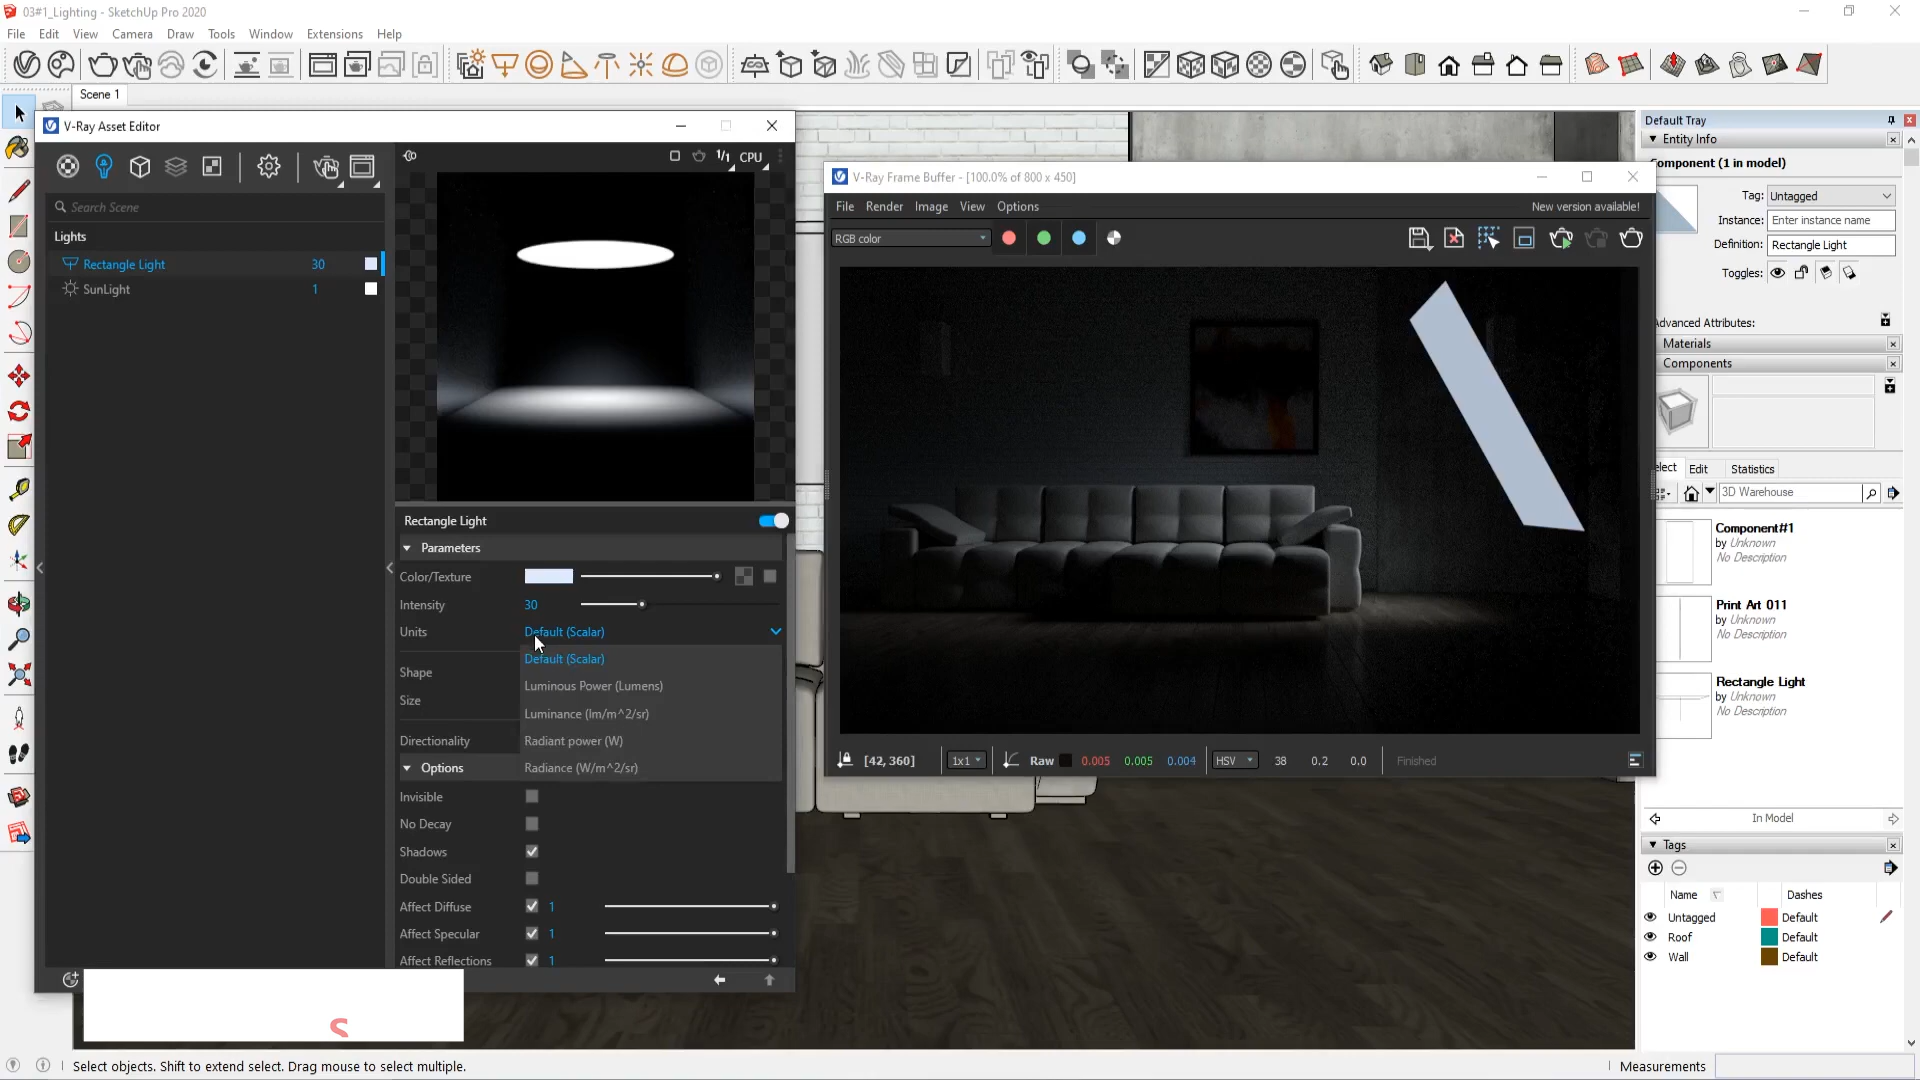 03#1_Lighting - SketchUp Pro 2020
File Edit View Camera Draw Tools Window Extensions Help
Scene 1
V-Ray Asset Editor
1/1 CPU
Search Scene
Lights
Rectangle Light 30
SunLight 1
Rectangle Light
Parameters
Color/Texture
Intensity 30
Units Default (Scalar)
Default (Scalar)
Luminous Power (Lumens)
Luminance (lm/m^2/sr)
Radiant power (W)
Radiance (W/m^2/sr)
Shape
Size
Directionality
Options
Invisible
No Decay
Shadows
Double Sided
Affect Diffuse 1
Affect Specular 1
Affect Reflections 1
S
V-Ray Frame Buffer - [100.0% of 800 x 450]
File Render Image View Options New version available!
RGB color
[42, 360] 1x1 Raw 0.005 0.005 0.004 HSV 38 0.2 0.0 Finished
Default Tray
Entity Info
Component (1 in model)
Tag: Untagged
Instance: Enter instance name
Definition: Rectangle Light
Toggles:
Advanced Attributes:
Materials
Components
elect Edit Statistics
3D Warehouse
Component#1
by Unknown
No Description
Print Art 011
by Unknown
No Description
Rectangle Light
by Unknown
No Description
In Model
Tags
Name Dashes
Untagged Default
Roof Default
Wall Default
Select objects. Shift to extend select. Drag mouse to select multiple.
Measurements